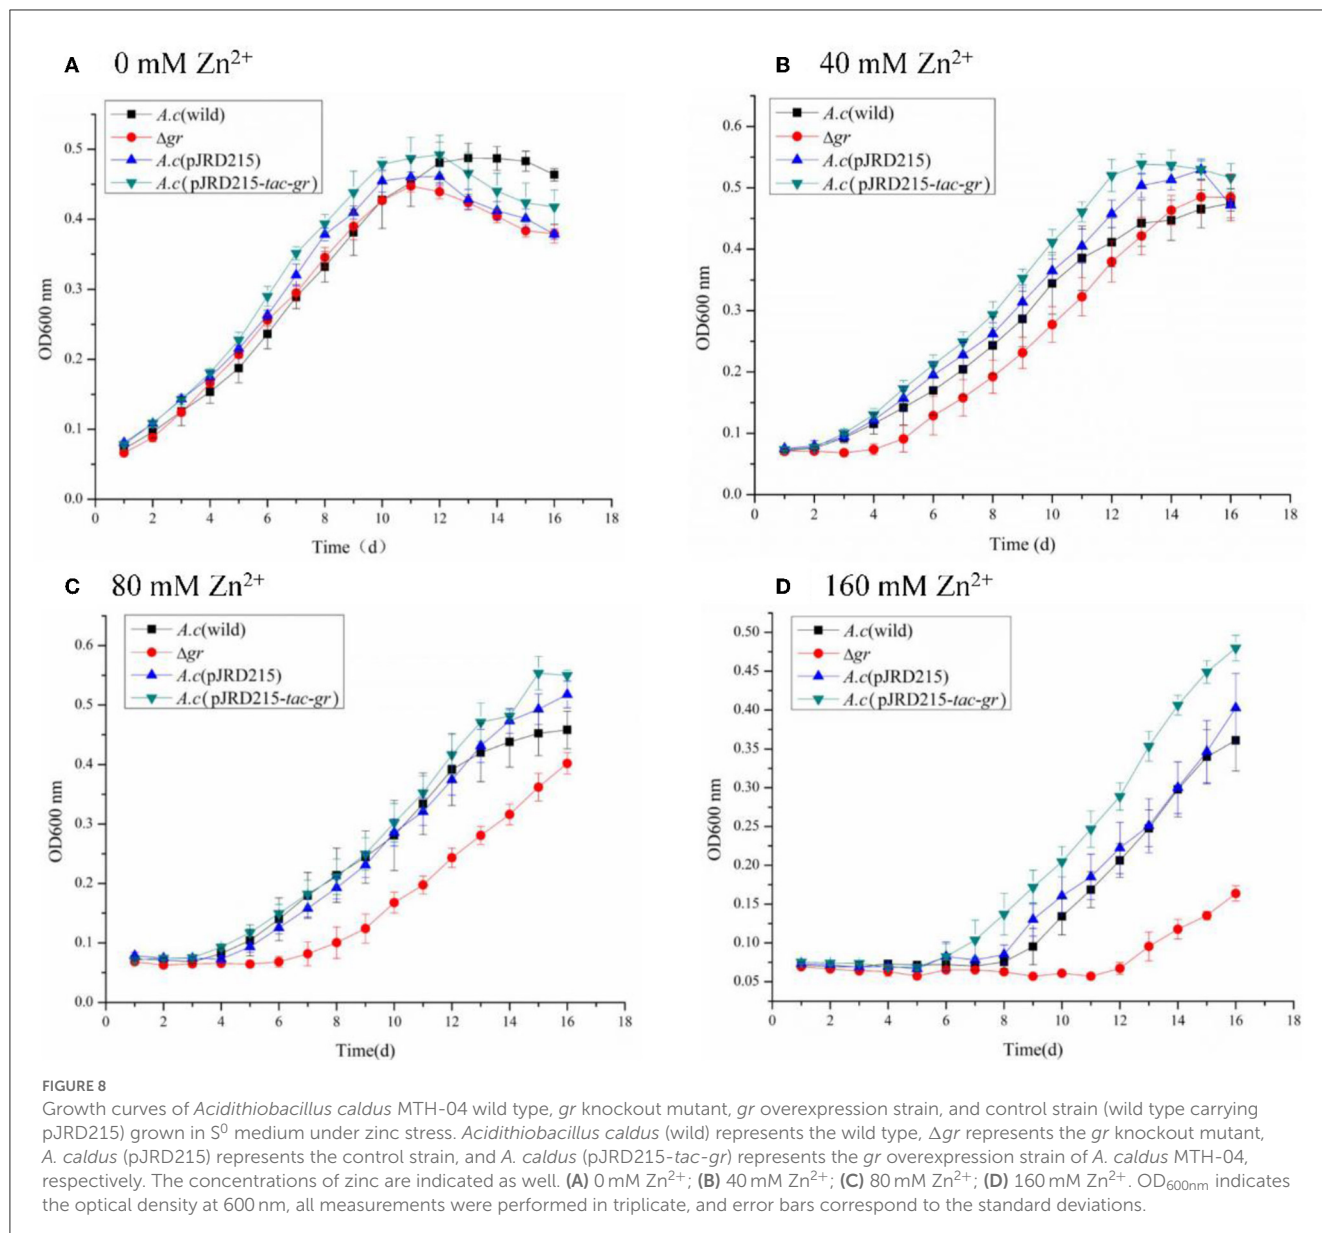 A 0 mM Zn²⁺
A.c(wild)
Δgr
A.c(pJRD215)
A.c(pJRD215-tac-gr)
0.5
0.4
0.3
0.2
0.1
0.0
OD600 nm
0 2 4 6 8 10 12 14 16 18
Time (d)
B 40 mM Zn²⁺
A.c(wild)
Δgr
A.c(pJRD215)
A.c(pJRD215-tac-gr)
0.6
0.5
0.4
0.3
0.2
0.1
0.0
OD600 nm
0 2 4 6 8 10 12 14 16 18
Time (d)
C 80 mM Zn²⁺
A.c(wild)
Δgr
A.c(pJRD215)
A.c(pJRD215-tac-gr)
0.6
0.5
0.4
0.3
0.2
0.1
0.0
OD600 nm
0 2 4 6 8 10 12 14 16 18
Time(d)
D 160 mM Zn²⁺
A.c(wild)
Δgr
A.c(pJRD215)
A.c(pJRD215-tac-gr)
0.50
0.45
0.40
0.35
0.30
0.25
0.20
0.15
0.10
0.05
OD600 nm
0 2 4 6 8 10 12 14 16 18
Time(d)
FIGURE 8
Growth curves of Acidithiobacillus caldus MTH-04 wild type, gr knockout mutant, gr overexpression strain, and control strain (wild type carrying
pJRD215) grown in S⁰ medium under zinc stress. Acidithiobacillus caldus (wild) represents the wild type, Δgr represents the gr knockout mutant,
A. caldus (pJRD215) represents the control strain, and A. caldus (pJRD215-tac-gr) represents the gr overexpression strain of A. caldus MTH-04,
respectively. The concentrations of zinc are indicated as well. (A) 0 mM Zn²⁺; (B) 40 mM Zn²⁺; (C) 80 mM Zn²⁺; (D) 160 mM Zn²⁺. OD₆₀₀ₙₘ indicates
the optical density at 600 nm, all measurements were performed in triplicate, and error bars correspond to the standard deviations.